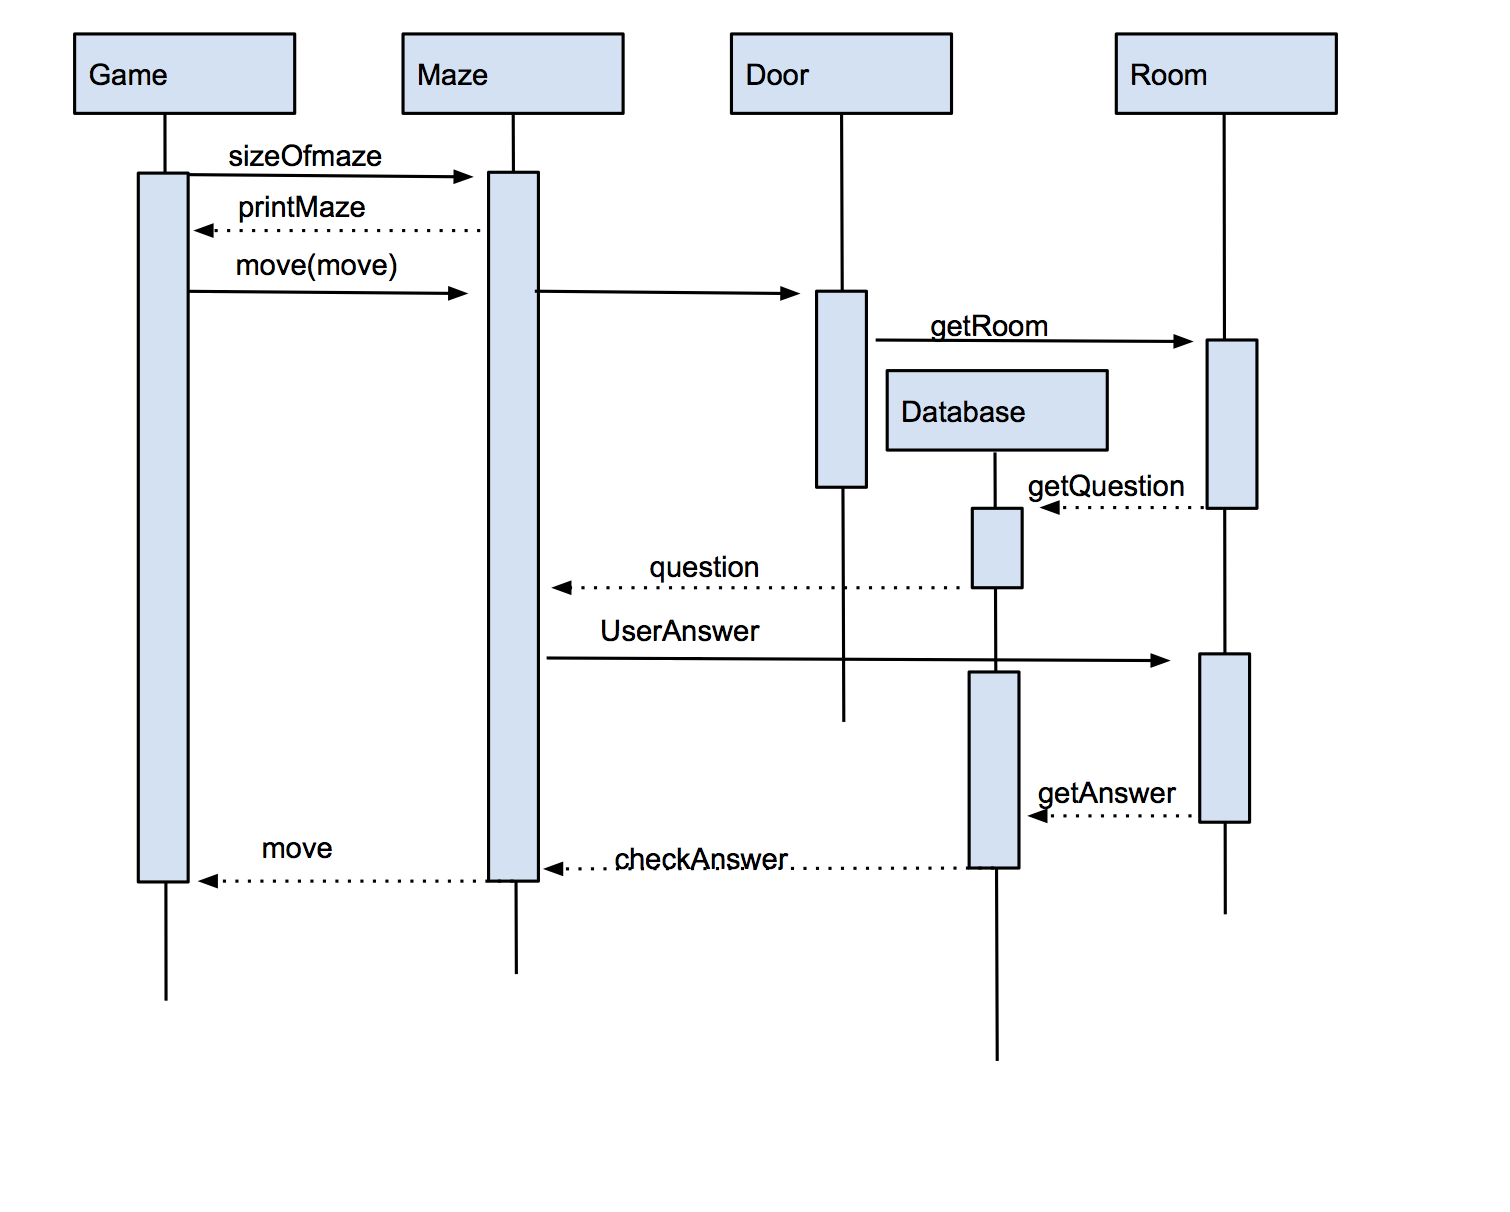 Game
Maze
Door
Room
sizeOfmaze
printMaze
move(move)
getRoom
Database
getQuestion
question
UserAnswer
getAnswer
move
checkAnswer